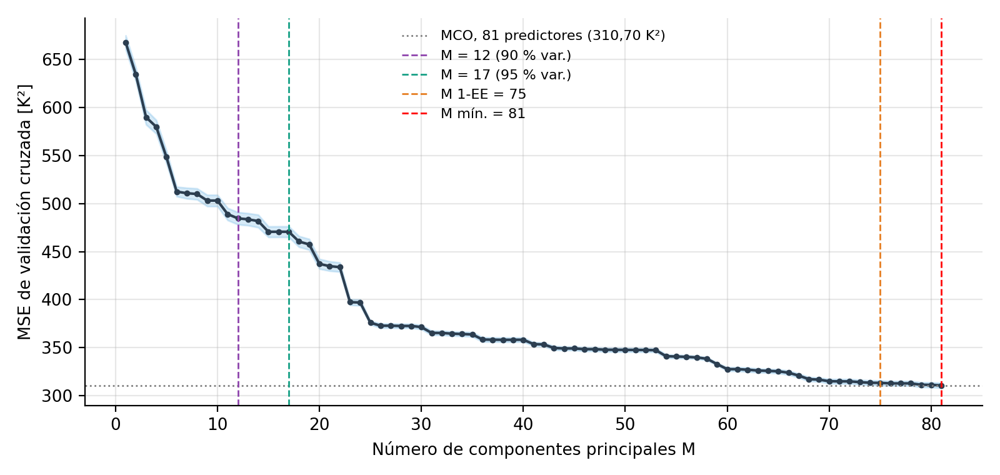 MSE de validación cruzada [K²]
650
600
550
500
450
400
350
300
MCO, 81 predictores (310,70 K²)
M = 12 (90 % var.)
M = 17 (95 % var.)
M 1-EE = 75
M mín. = 81
0 10 20 30 40 50 60 70 80
Número de componentes principales M